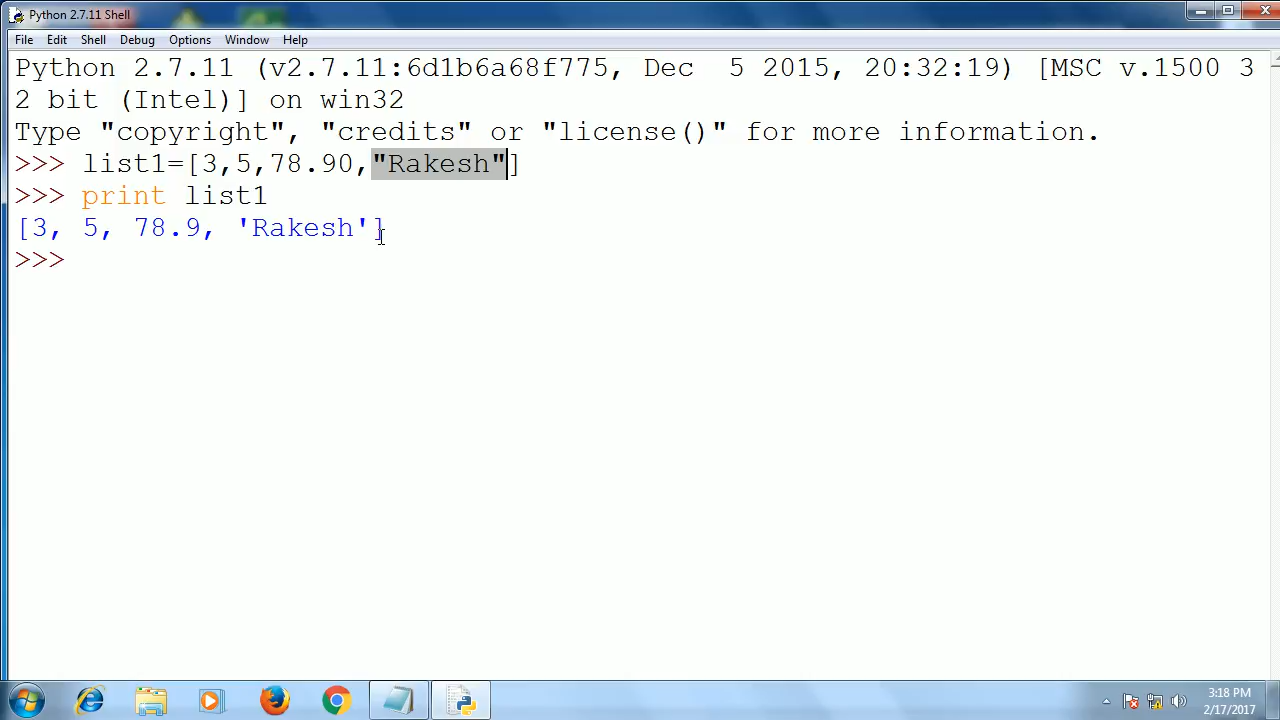 Python 2.7.11 Shell
File Edit Shell Debug Options Window Help
Python 2.7.11 (v2.7.11:6d1b6a68f775, Dec  5 2015, 20:32:19) [MSC v.1500 3
2 bit (Intel)] on win32
Type "copyright", "credits" or "license()" for more information.
>>> list1=[3,5,78.90,"Rakesh"]
>>> print list1
[3, 5, 78.9, 'Rakesh']
>>>
3:18 PM
2/17/2017